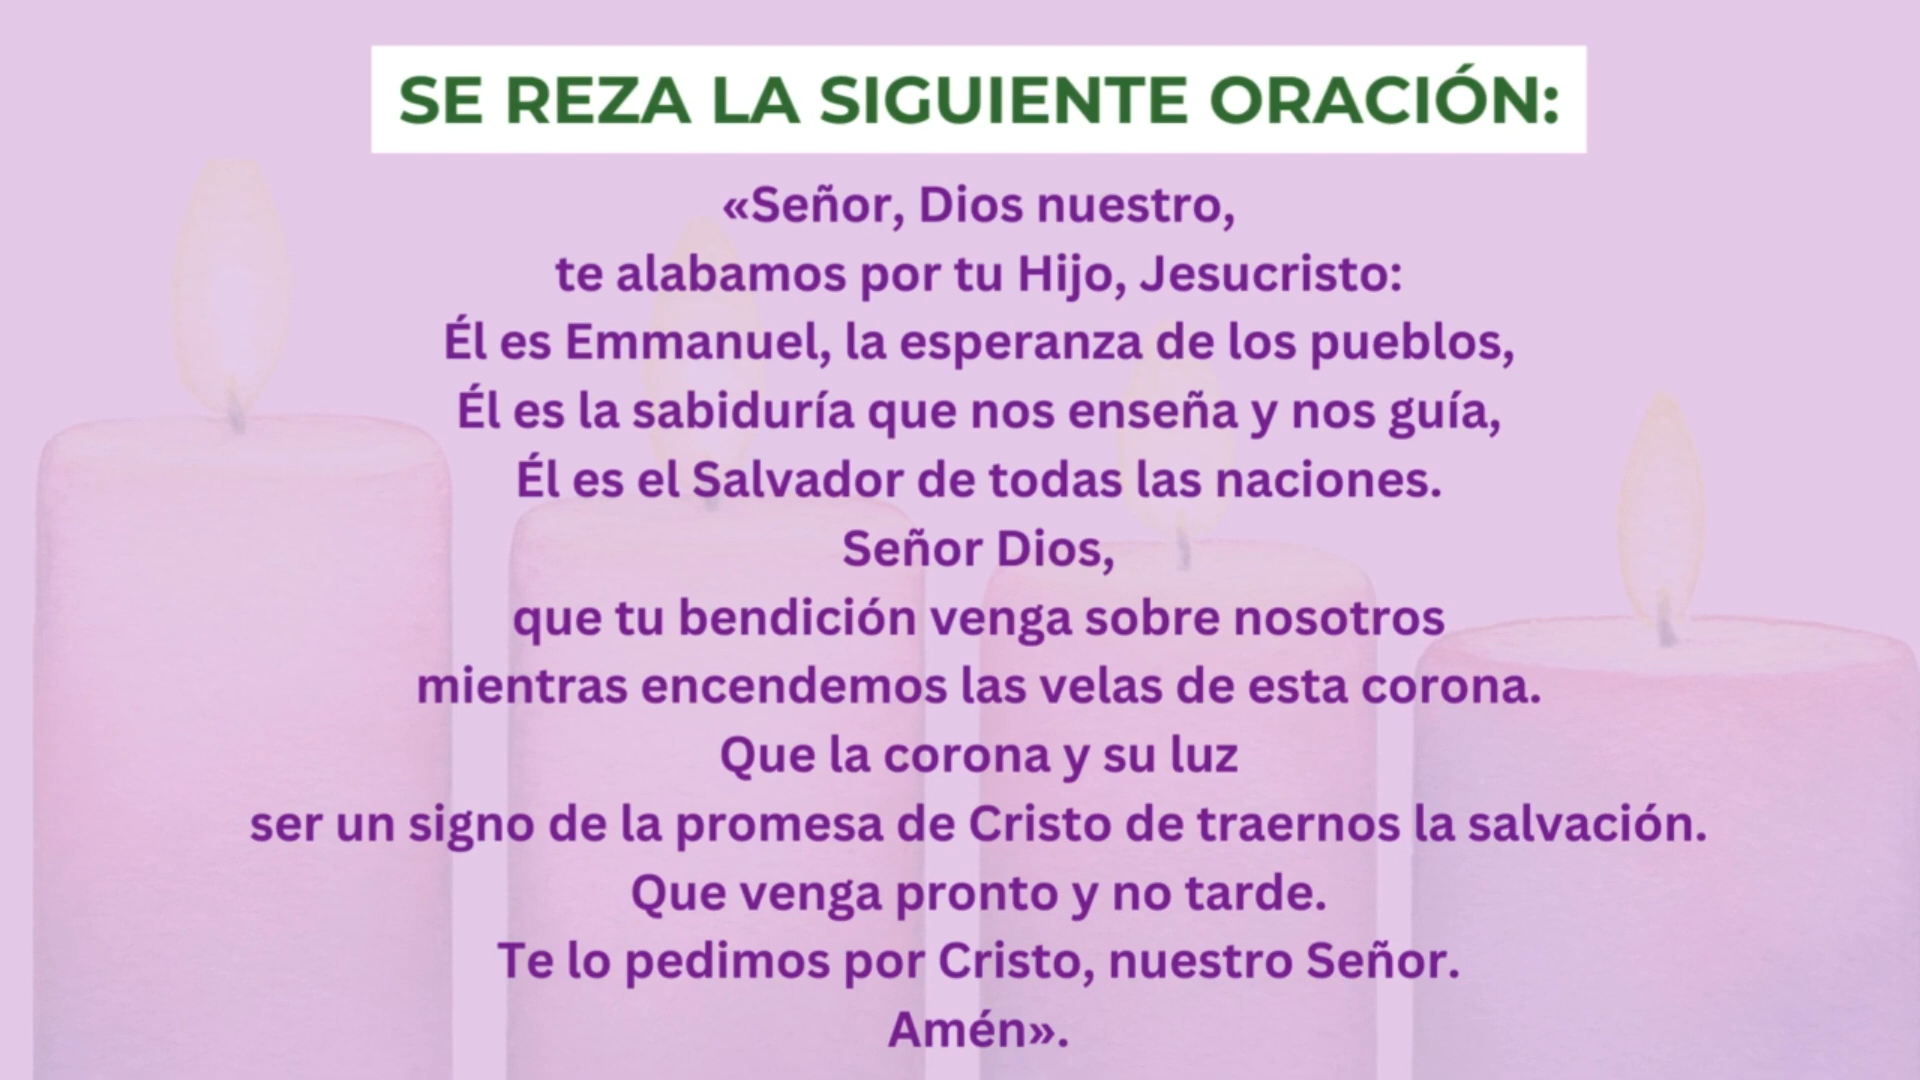 SE REZA LA SIGUIENTE ORACIÓN:
«Señor, Dios nuestro,
te alabamos por tu Hijo, Jesucristo:
Él es Emmanuel, la esperanza de los pueblos,
Él es la sabiduría que nos enseña y nos guía,
Él es el Salvador de todas las naciones.
Señor Dios,
que tu bendición venga sobre nosotros
mientras encendemos las velas de esta corona.
Que la corona y su luz
ser un signo de la promesa de Cristo de traernos la salvación.
Que venga pronto y no tarde.
Te lo pedimos por Cristo, nuestro Señor.
Amén».